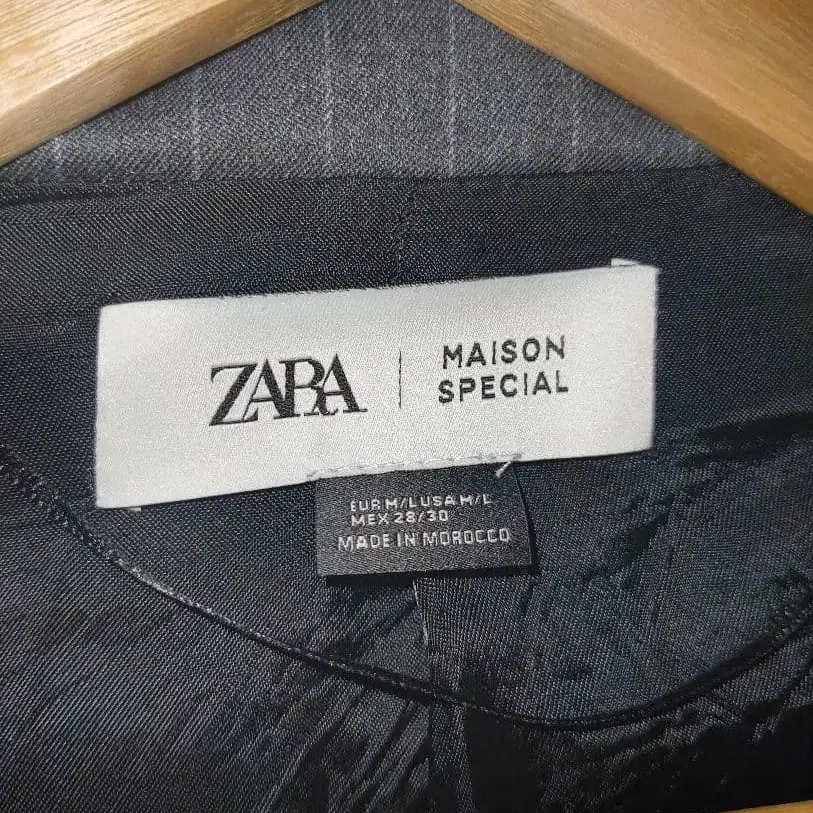 ZARA | MAISON
SPECIAL
EUR M/L USA M/L
MEX 28/30
MADE IN MOROCCO